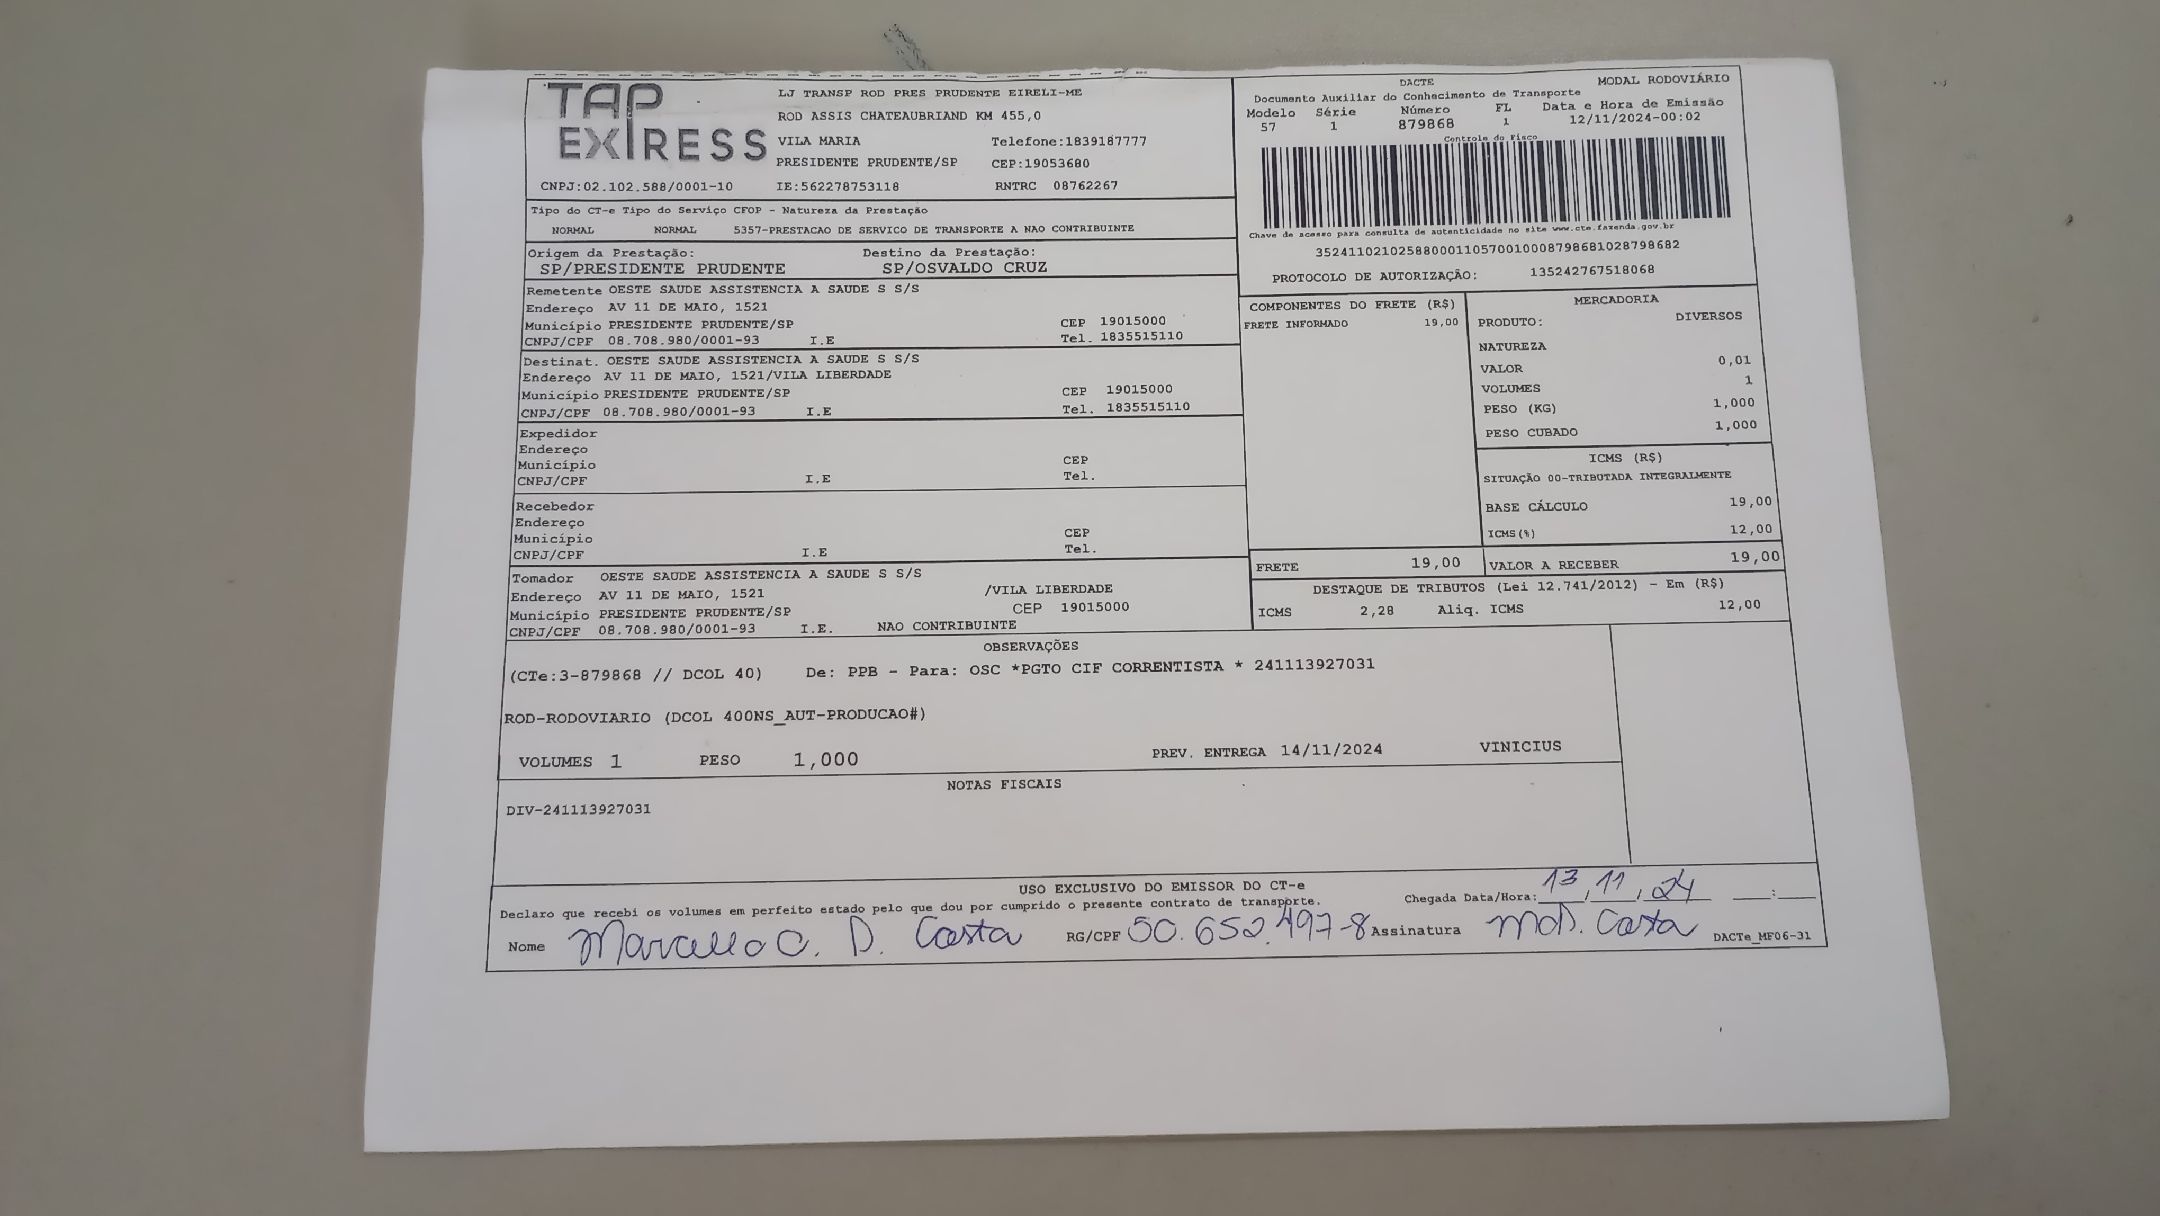 TAP EXPRESS
LJ TRANSP ROD PRES PRUDENTE EIRELI-ME
ROD ASSIS CHATEAUBRIAND KM 455,0
VILA MARIA Telefone:1839187777
PRESIDENTE PRUDENTE/SP CEP:19053680
CNPJ:02.102.588/0001-10 IE:562278753118 RNTRC 08762267
DACTE MODAL RODOVIÁRIO
Documento Auxiliar do Conhecimento de Transporte
Modelo Série Número FL Data e Hora de Emissão
57 1 879868 1 12/11/2024-00:02
Controle do Fisco
Chave de acesso para consulta de autenticidade no site www.cte.fazenda.gov.br
35241102102588000110570010008798681028798682
PROTOCOLO DE AUTORIZAÇÃO: 135242767518068
Tipo do CT-e Tipo do Serviço CFOP - Natureza da Prestação
NORMAL NORMAL 5357-PRESTACAO DE SERVICO DE TRANSPORTE A NAO CONTRIBUINTE
Origem da Prestação: Destino da Prestação:
SP/PRESIDENTE PRUDENTE SP/OSVALDO CRUZ
Remetente OESTE SAUDE ASSISTENCIA A SAUDE S S/S
Endereço AV 11 DE MAIO, 1521
Município PRESIDENTE PRUDENTE/SP CEP 19015000
CNPJ/CPF 08.708.980/0001-93 I.E Tel. 1835515110
Destinat. OESTE SAUDE ASSISTENCIA A SAUDE S S/S
Endereço AV 11 DE MAIO, 1521/VILA LIBERDADE
Município PRESIDENTE PRUDENTE/SP CEP 19015000
CNPJ/CPF 08.708.980/0001-93 I.E Tel. 1835515110
Expedidor
Endereço
Município CEP
CNPJ/CPF I.E Tel.
Recebedor
Endereço
Município CEP
CNPJ/CPF I.E Tel.
Tomador OESTE SAUDE ASSISTENCIA A SAUDE S S/S
Endereço AV 11 DE MAIO, 1521 /VILA LIBERDADE
Município PRESIDENTE PRUDENTE/SP CEP 19015000
CNPJ/CPF 08.708.980/0001-93 I.E. NAO CONTRIBUINTE
COMPONENTES DO FRETE (R$)
FRETE INFORMADO 19,00
MERCADORIA
PRODUTO: DIVERSOS
NATUREZA
VALOR 0,01
VOLUMES 1
PESO (KG) 1,000
PESO CUBADO 1,000
ICMS (R$)
SITUAÇÃO 00-TRIBUTADA INTEGRALMENTE
BASE CÁLCULO 19,00
ICMS(%) 12,00
FRETE 19,00 VALOR A RECEBER 19,00
DESTAQUE DE TRIBUTOS (Lei 12.741/2012) - Em (R$)
ICMS 2,28 Aliq. ICMS 12,00
OBSERVAÇÕES
(CTe:3-879868 // DCOL 40) De: PPB - Para: OSC *PGTO CIF CORRENTISTA * 241113927031
ROD-RODOVIARIO (DCOL 400NS_AUT-PRODUCAO#)
VOLUMES 1 PESO 1,000 PREV. ENTREGA 14/11/2024 VINICIUS
NOTAS FISCAIS
DIV-241113927031
USO EXCLUSIVO DO EMISSOR DO CT-e
Declaro que recebi os volumes em perfeito estado pelo que dou por cumprido o presente contrato de transporte. Chegada Data/Hora: 13/11/24 __:__
Nome D. Costa RG/CPF 50.652.497-8 Assinatura Costa DACTe_MF06-31